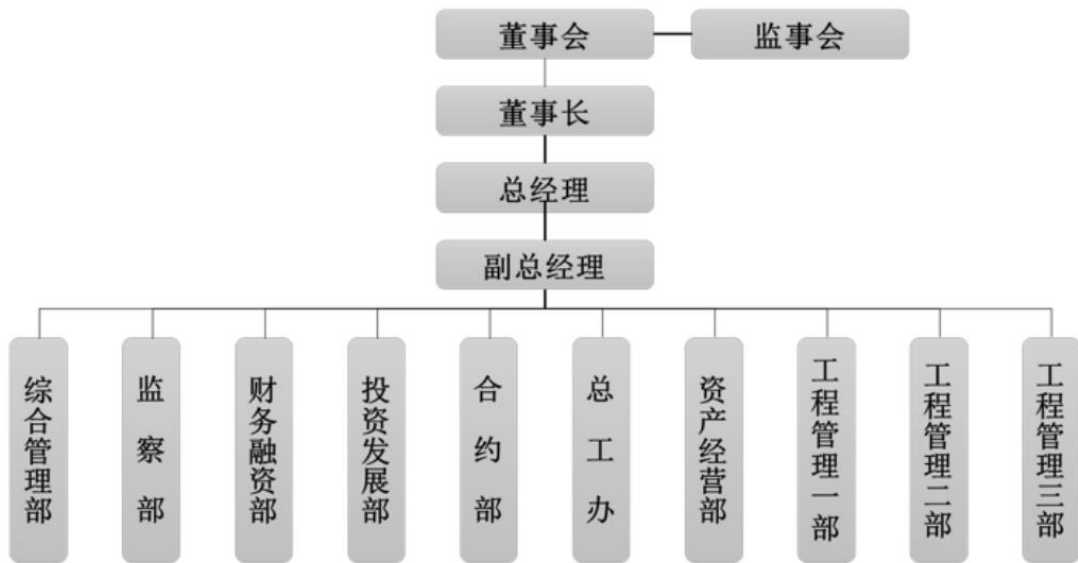 董事会
监事会
董事长
总经理
副总经理
综合管理部
监察部
财务融资部
投资发展部
合约部
总工办
资产经营部
工程管理一部
工程管理二部
工程管理三部